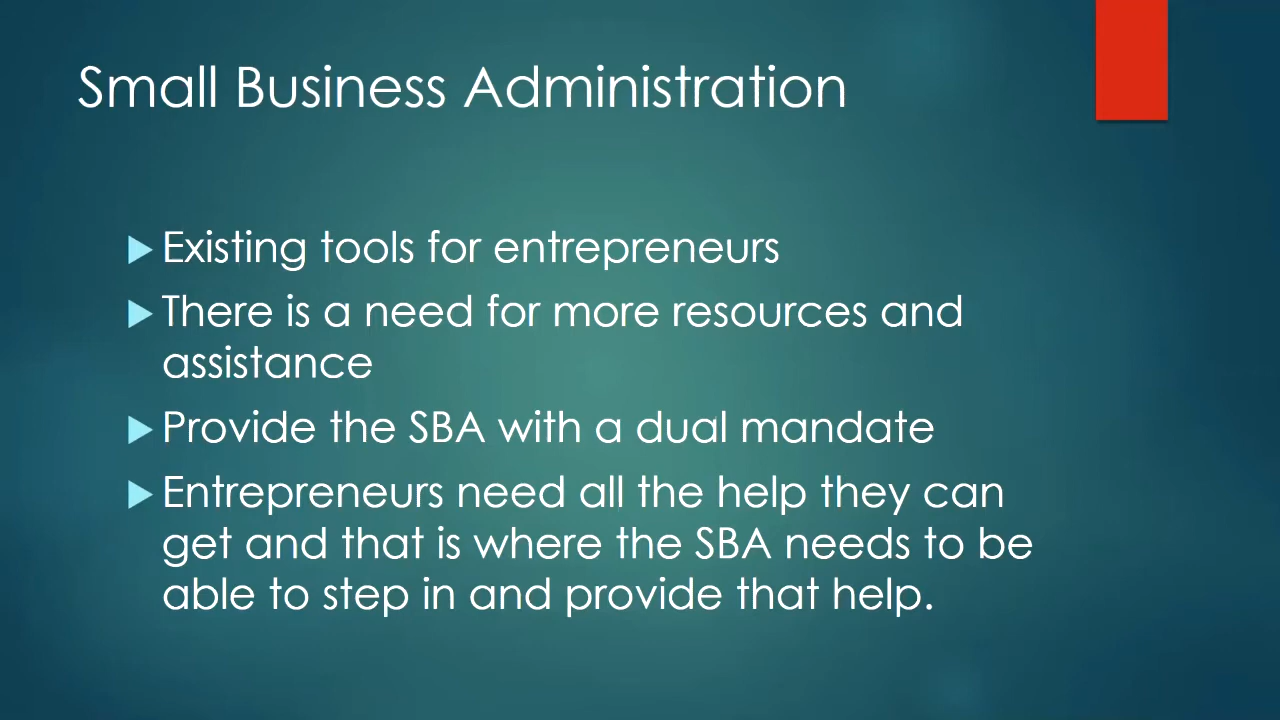 Small Business Administration
Existing tools for entrepreneurs
There is a need for more resources and
assistance
Provide the SBA with a dual mandate
Entrepreneurs need all the help they can
get and that is where the SBA needs to be
able to step in and provide that help.